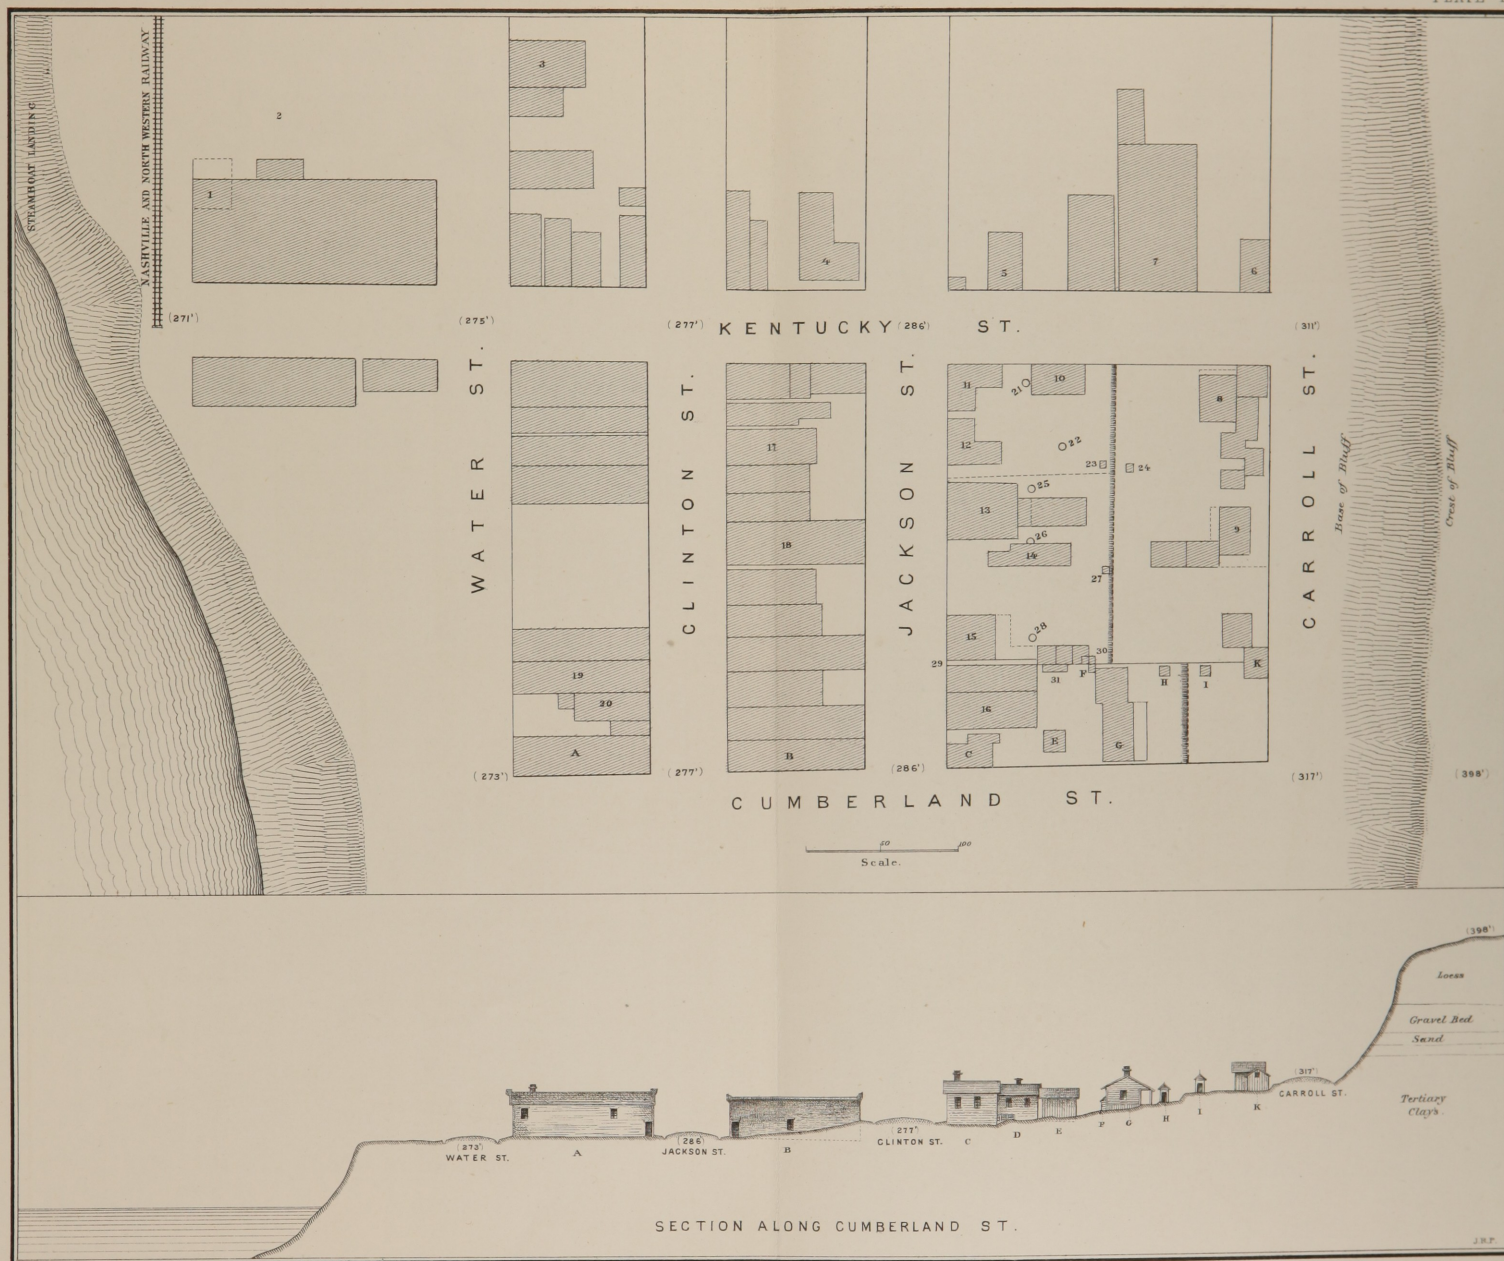 STEAMBOAT LANDING
NASHVILLE AND NORTH WESTERN RAILWAY
2
3
1
4
5
7
6
(271')
(275')
(277')
KENTUCKY ST.
(286')
(311')
WATER ST.
CLINTON ST.
JACKSON ST.
CARROLL ST.
Base of Bluff
Crest of Bluff
11
21
10
8
12
22
17
23
24
25
13
18
26
14
9
27
15
28
29
30
19
31
F
H
I
K
20
16
A
B
C
E
G
(273')
(277')
(286')
(317')
(398')
CUMBERLAND ST.
50
100
Scale.
(398')
Loess
Gravel Bed
Sand
Tertiary
Clays.
(317')
CARROLL ST.
(273')
WATER ST.
A
(286')
JACKSON ST.
B
(277')
CLINTON ST.
C
D
E
F
G
H
I
K
SECTION ALONG CUMBERLAND ST.